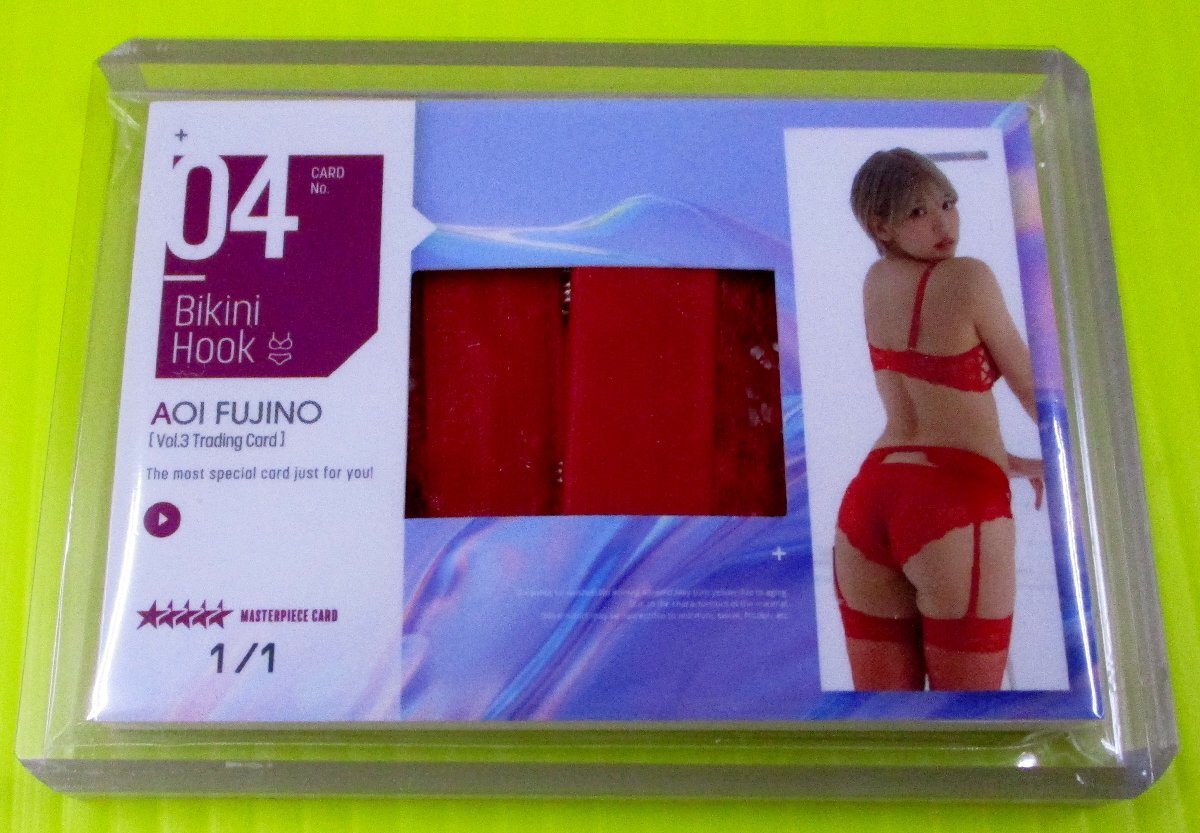 04
CARD
No.
Bikini
Hook
AOI FUJINO
[Vol.3 Trading Card]
The most special card just for you!
MASTERPIECE CARD
1/1